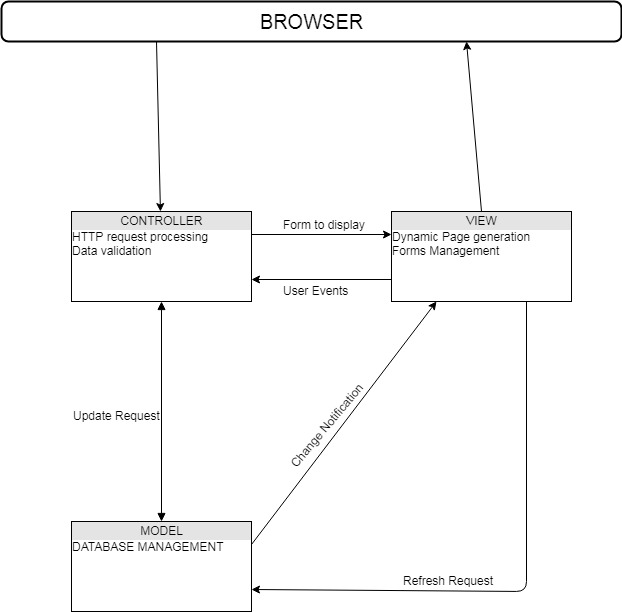 BROWSER
CONTROLLER
HTTP request processing
Data validation
Form to display
User Events
VIEW
Dynamic Page generation
Forms Management
Update Request
Change Notification
MODEL
DATABASE MANAGEMENT
Refresh Request